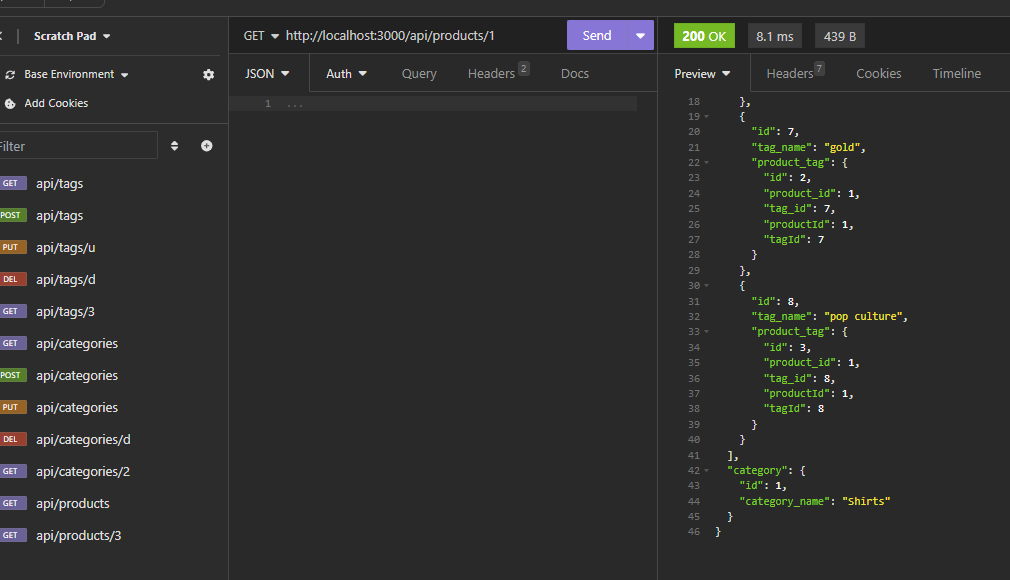 Scratch Pad
Base Environment
Add Cookies
Filter
GET api/tags
POST api/tags
PUT api/tags/u
DEL api/tags/d
GET api/tags/3
GET api/categories
POST api/categories
PUT api/categories
DEL api/categories/d
GET api/categories/2
GET api/products
GET api/products/3
GET http://localhost:3000/api/products/1 Send
JSON Auth Query Headers 2 Docs
1 ...
200 OK 8.1 ms 439 B
Preview Headers 7 Cookies Timeline
18 },
19 {
20 "id": 7,
21 "tag_name": "gold",
22 "product_tag": {
23 "id": 2,
24 "product_id": 1,
25 "tag_id": 7,
26 "productId": 1,
27 "tagId": 7
28 }
29 },
30 {
31 "id": 8,
32 "tag_name": "pop culture",
33 "product_tag": {
34 "id": 3,
35 "product_id": 1,
36 "tag_id": 8,
37 "productId": 1,
38 "tagId": 8
39 }
40 }
41 ],
42 "category": {
43 "id": 1,
44 "category_name": "Shirts"
45 }
46 }